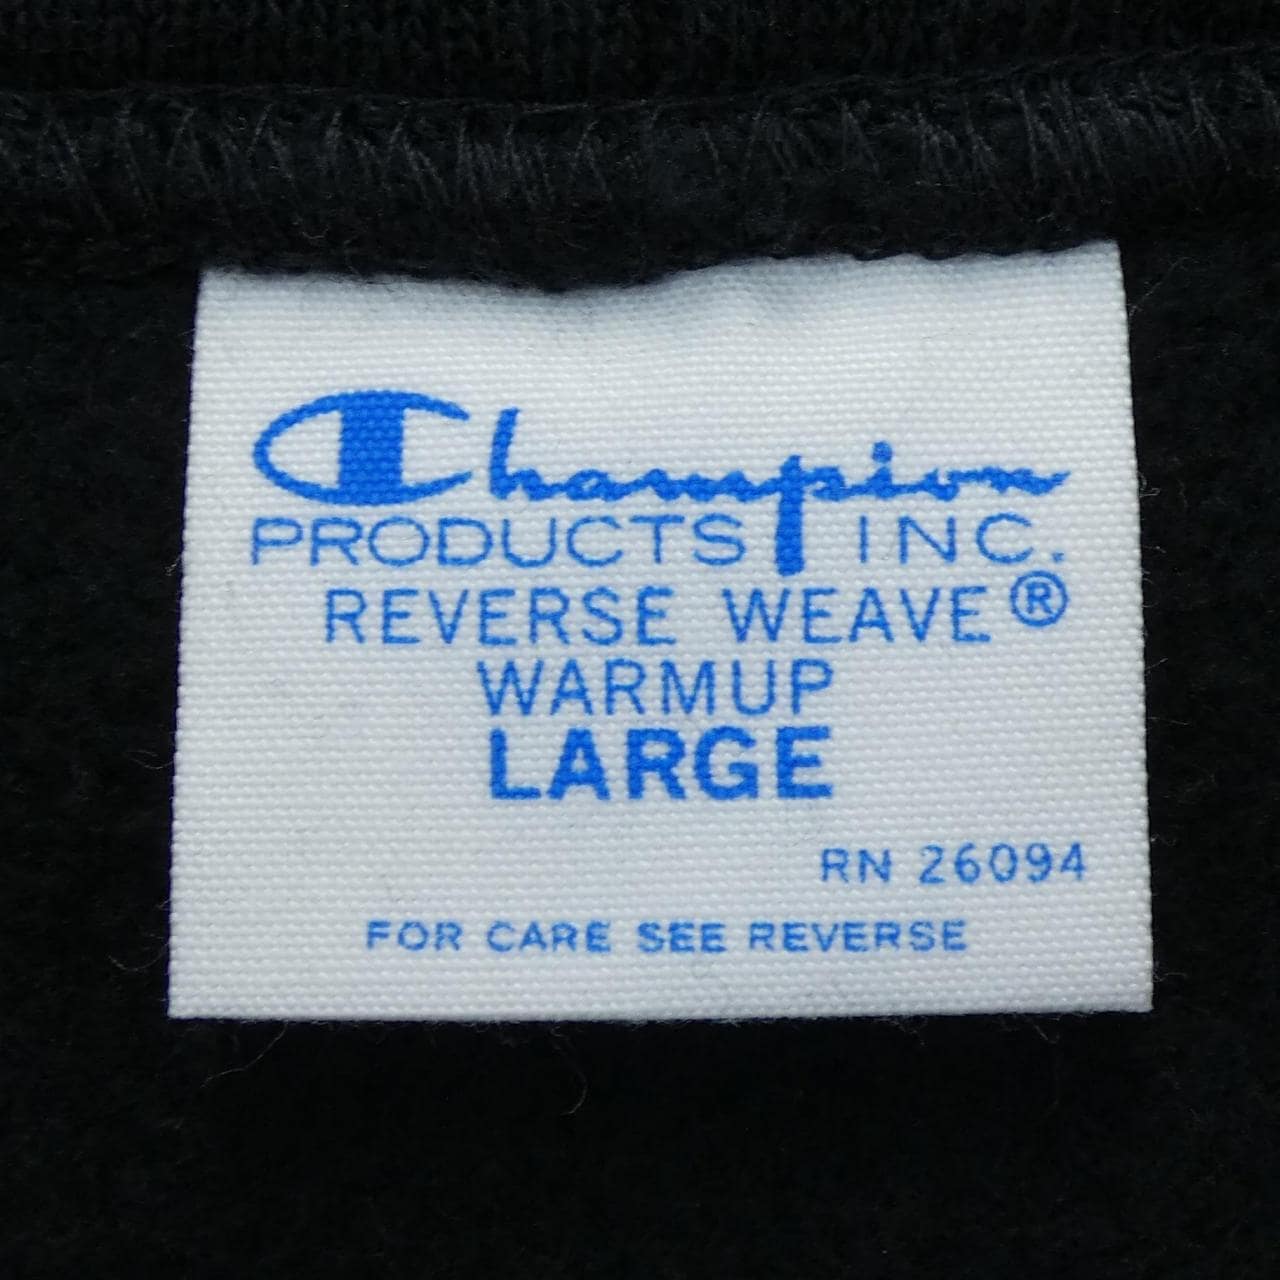 Champion
PRODUCTS INC.
REVERSE WEAVE®
WARMUP
LARGE
RN 26094
FOR CARE SEE REVERSE